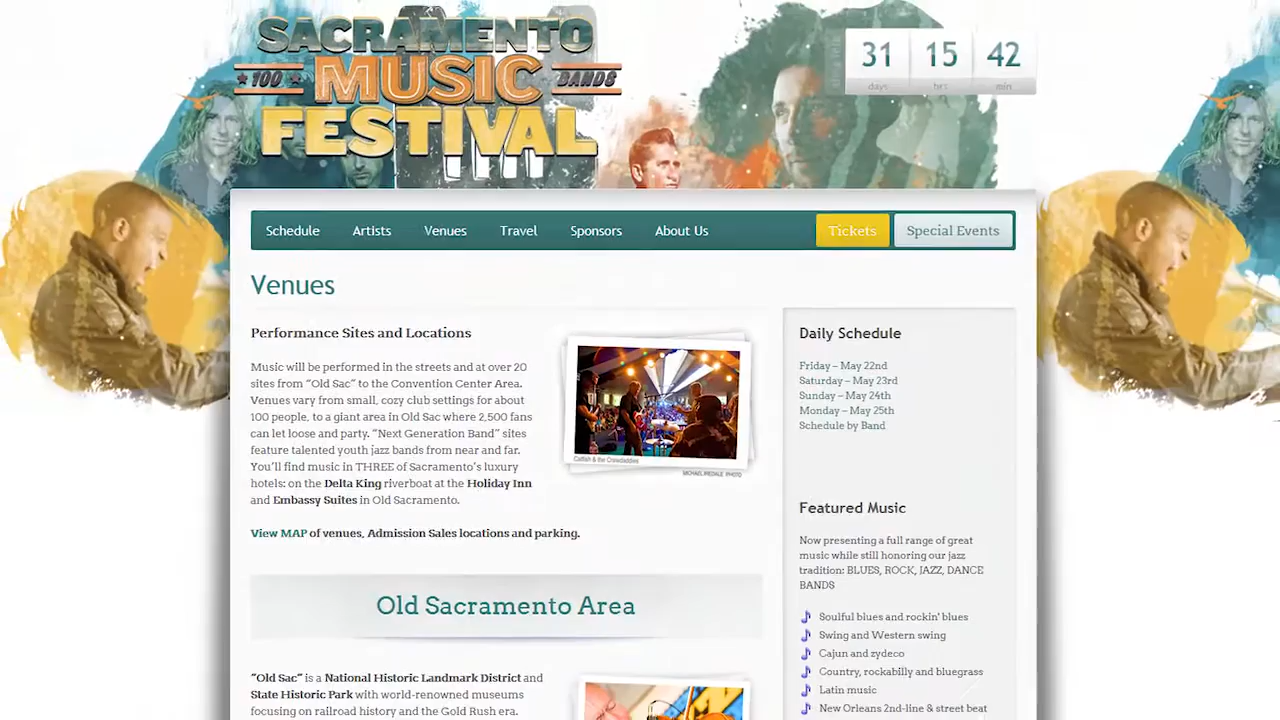 SACRAMENTO
100 MUSIC BANDS
FESTIVAL
31 15 42
days hrs min
Schedule Artists Venues Travel Sponsors About Us Tickets Special Events
Venues
Performance Sites and Locations
Music will be performed in the streets and at over 20
sites from “Old Sac” to the Convention Center Area.
Venues vary from small, cozy club settings for about
100 people, to a giant area in Old Sac where 2,500 fans
can let loose and party. “Next Generation Band” sites
feature talented youth jazz bands from near and far.
You’ll find music in THREE of Sacramento’s luxury
hotels: on the Delta King riverboat at the Holiday Inn
and Embassy Suites in Old Sacramento.
Catfish & the Crawdaddies
MICHAEL IREDALE PHOTO
View MAP of venues, Admission Sales locations and parking.
Old Sacramento Area
“Old Sac” is a National Historic Landmark District and
State Historic Park with world-renowned museums
focusing on railroad history and the Gold Rush era.
Daily Schedule
Friday – May 22nd
Saturday – May 23rd
Sunday – May 24th
Monday – May 25th
Schedule by Band
Featured Music
Now presenting a full range of great
music while still honoring our jazz
tradition: BLUES, ROCK, JAZZ, DANCE
BANDS
Soulful blues and rockin' blues
Swing and Western swing
Cajun and zydeco
Country, rockabilly and bluegrass
Latin music
New Orleans 2nd-line & street beat